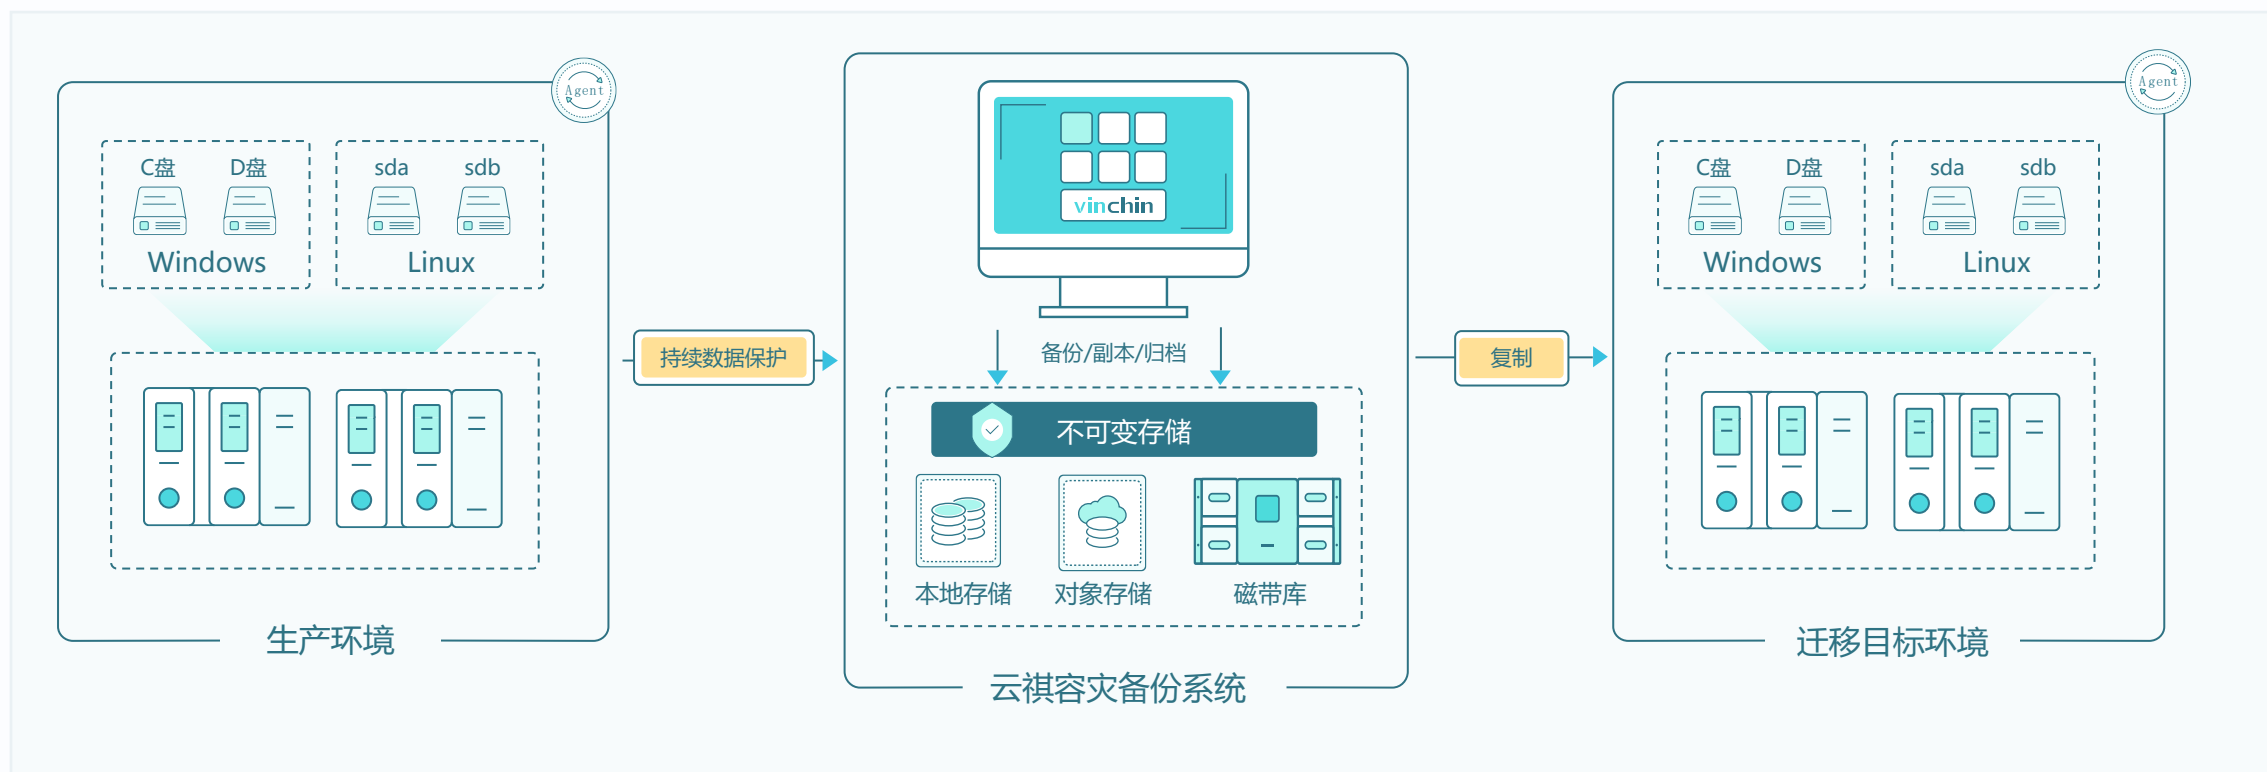 Agent
C盘 D盘
Windows
sda sdb
Linux
生产环境
持续数据保护
vinchin
备份/副本/归档
不可变存储
本地存储
对象存储
磁带库
云祺容灾备份系统
复制
Agent
C盘 D盘
Windows
sda sdb
Linux
迁移目标环境